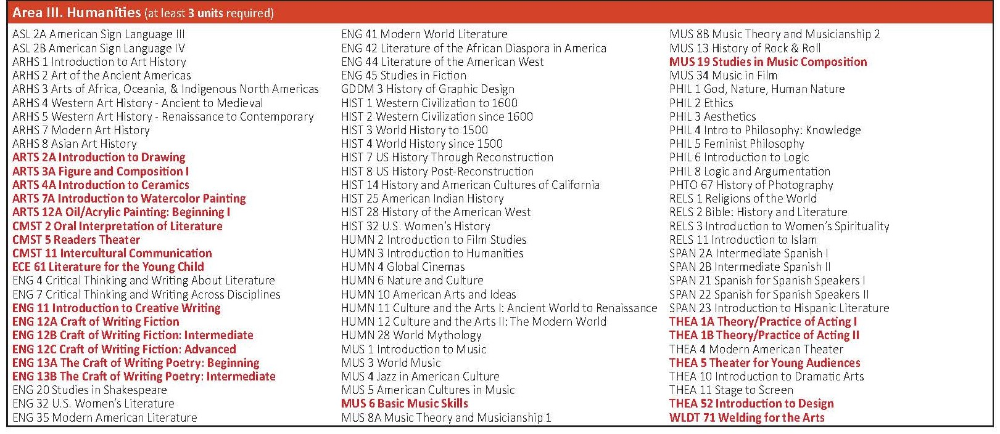 Area III. Humanities (at least 3 units required)
ASL 2A American Sign Language III
ASL 2B American Sign Language IV
ARHS 1 Introduction to Art History
ARHS 2 Art of the Ancient Americas
ARHS 3 Arts of Africa, Oceania, & Indigenous North Americas
ARHS 4 Western Art History - Ancient to Medieval
ARHS 5 Western Art History - Renaissance to Contemporary
ARHS 7 Modern Art History
ARHS 8 Asian Art History
ARTS 2A Introduction to Drawing
ARTS 3A Figure and Composition I
ARTS 4A Introduction to Ceramics
ARTS 7A Introduction to Watercolor Painting
ARTS 12A Oil/Acrylic Painting: Beginning I
CMST 2 Oral Interpretation of Literature
CMST 5 Readers Theater
CMST 11 Intercultural Communication
ECE 61 Literature for the Young Child
ENG 4 Critical Thinking and Writing About Literature
ENG 7 Critical Thinking and Writing Across Disciplines
ENG 11 Introduction to Creative Writing
ENG 12A Craft of Writing Fiction
ENG 12B Craft of Writing Fiction: Intermediate
ENG 12C Craft of Writing Fiction: Advanced
ENG 13A The Craft of Writing Poetry: Beginning
ENG 13B The Craft of Writing Poetry: Intermediate
ENG 20 Studies in Shakespeare
ENG 32 U.S. Women's Literature
ENG 35 Modern American Literature
ENG 41 Modern World Literature
ENG 42 Literature of the African Diaspora in America
ENG 44 Literature of the American West
ENG 45 Studies in Fiction
GDDM 3 History of Graphic Design
HIST 1 Western Civilization to 1600
HIST 2 Western Civilization since 1600
HIST 3 World History to 1500
HIST 4 World History since 1500
HIST 7 US History Through Reconstruction
HIST 8 US History Post-Reconstruction
HIST 14 History and American Cultures of California
HIST 25 American Indian History
HIST 28 History of the American West
HIST 32 U.S. Women's History
HUMN 2 Introduction to Film Studies
HUMN 3 Introduction to Humanities
HUMN 4 Global Cinemas
HUMN 6 Nature and Culture
HUMN 10 American Arts and Ideas
HUMN 11 Culture and the Arts I: Ancient World to Renaissance
HUMN 12 Culture and the Arts II: The Modern World
HUMN 28 World Mythology
MUS 1 Introduction to Music
MUS 3 World Music
MUS 4 Jazz in American Culture
MUS 5 American Cultures in Music
MUS 6 Basic Music Skills
MUS 8A Music Theory and Musicianship 1
MUS 8B Music Theory and Musicianship 2
MUS 13 History of Rock & Roll
MUS 19 Studies in Music Composition
MUS 34 Music in Film
PHIL 1 God, Nature, Human Nature
PHIL 2 Ethics
PHIL 3 Aesthetics
PHIL 4 Intro to Philosophy: Knowledge
PHIL 5 Feminist Philosophy
PHIL 6 Introduction to Logic
PHIL 8 Logic and Argumentation
PHTO 67 History of Photography
RELS 1 Religions of the World
RELS 2 Bible: History and Literature
RELS 3 Introduction to Women's Spirituality
RELS 11 Introduction to Islam
SPAN 2A Intermediate Spanish I
SPAN 2B Intermediate Spanish II
SPAN 21 Spanish for Spanish Speakers I
SPAN 22 Spanish for Spanish Speakers II
SPAN 23 Introduction to Hispanic Literature
THEA 1A Theory/Practice of Acting I
THEA 1B Theory/Practice of Acting II
THEA 4 Modern American Theater
THEA 5 Theater for Young Audiences
THEA 10 Introduction to Dramatic Arts
THEA 11 Stage to Screen
THEA 52 Introduction to Design
WLDT 71 Welding for the Arts